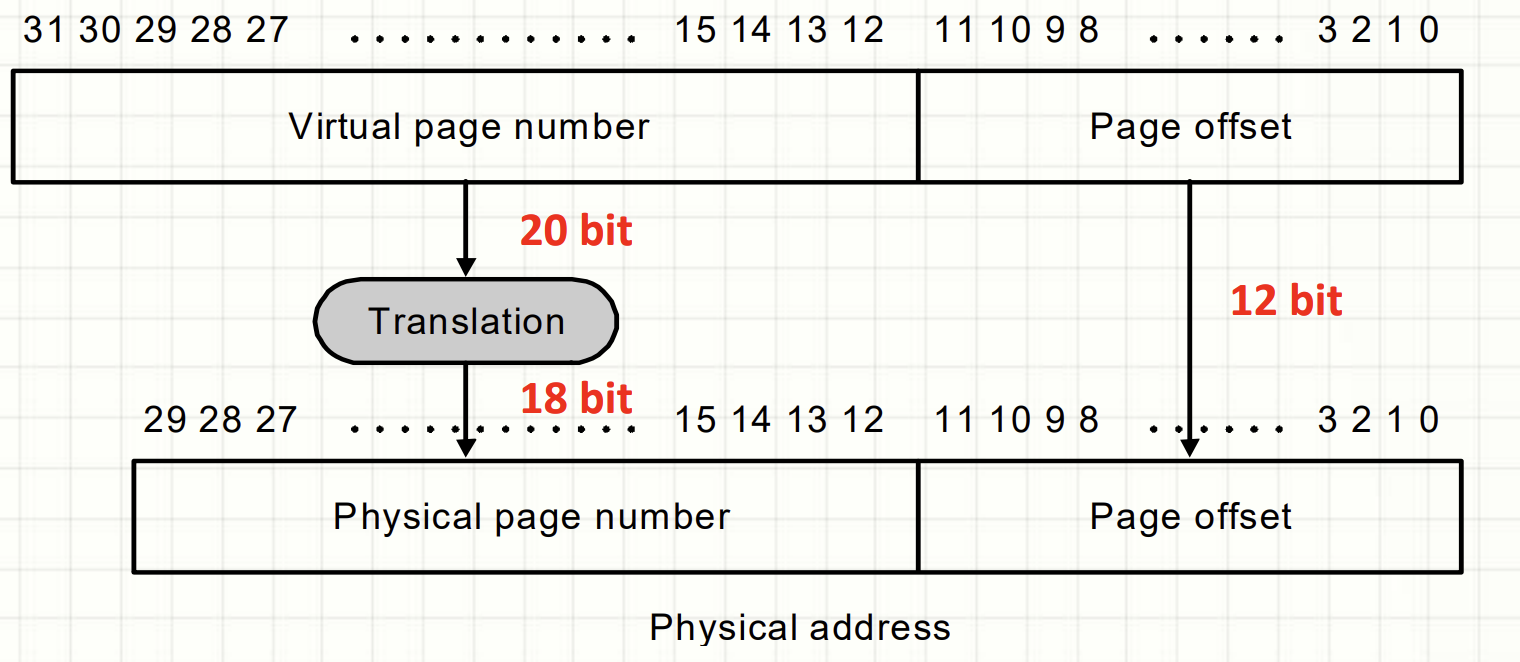 31 30 29 28 27 ............ 15 14 13 12 11 10 9 8 ...... 3 2 1 0
Virtual page number Page offset
20 bit
12 bit
Translation
18 bit
29 28 27 ............ 15 14 13 12 11 10 9 8 ...... 3 2 1 0
Physical page number Page offset
Physical address